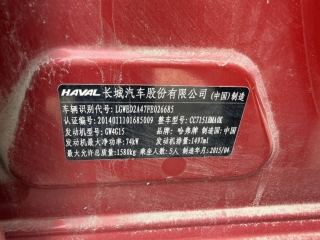 HAVAL 长城汽车股份有限公司 (中国)制造
车辆识别代号: LGWED2A47FE026685
认证编号: 2014011101685009 整车型号: CC7151BMA0E
发动机型号: GW4G15 品牌: 哈弗牌 制造国: 中国
发动机最大净功率: 74kW 发动机排量: 1497ml
最大允许总质量: 1580kg 乘坐人数: 5人 制造年月: 2015/04